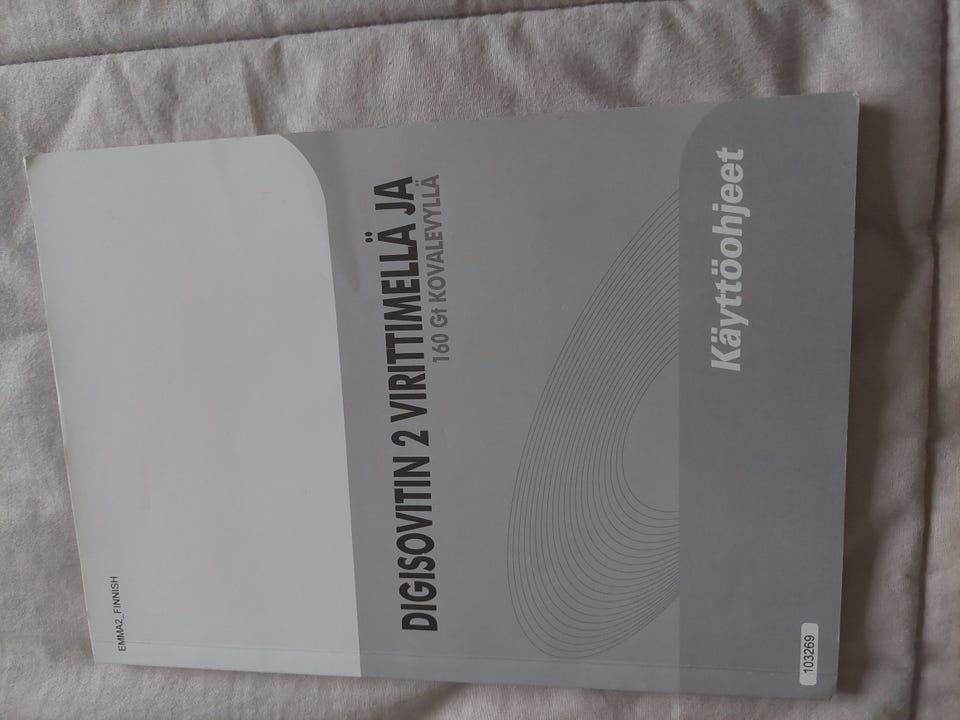 EMMA2_FINNISH
DIGISOVITIN 2 VIRITTIMELLÄ JA
160 Gt KOVALEVYLLÄ
Käyttöohjeet
103269